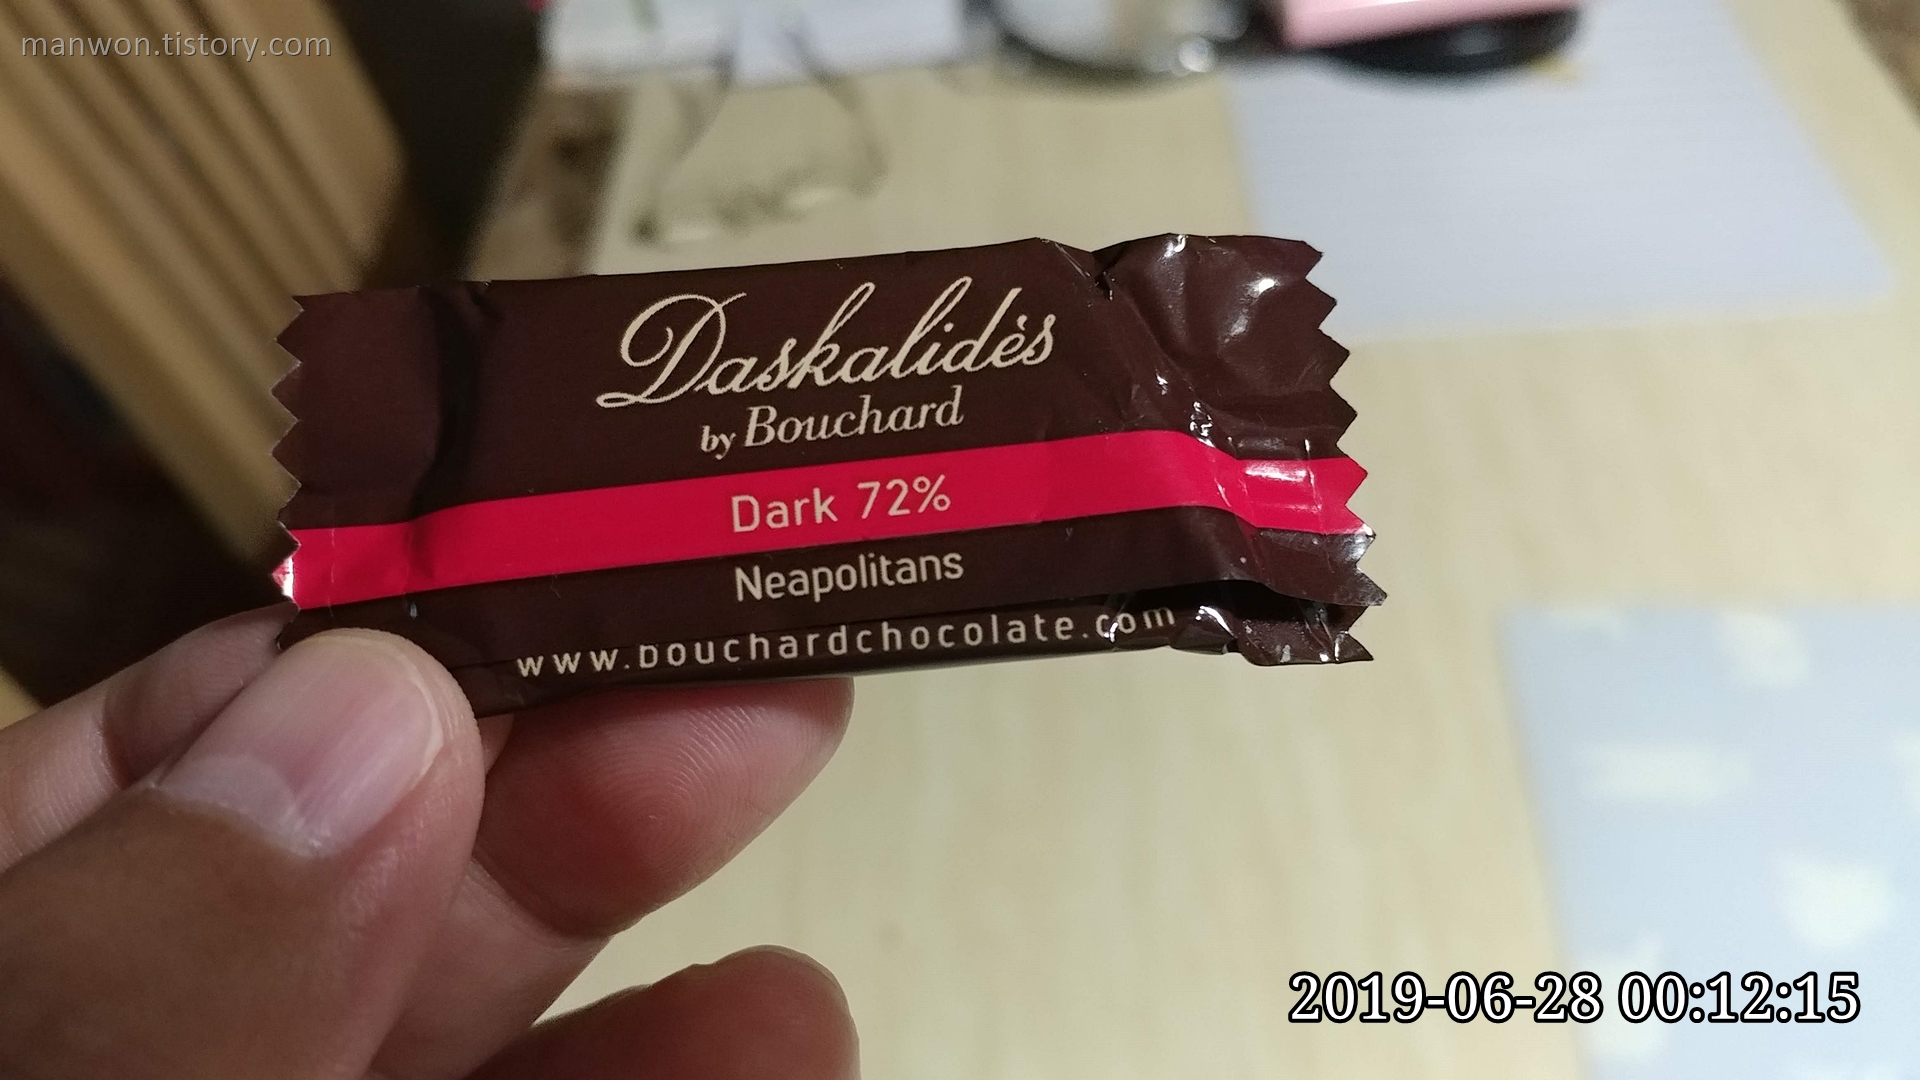 manwon.tistory.com
Daskalidès
by Bouchard
Dark 72%
Neapolitans
www.bouchardchocolate.com
2019-06-28 00:12:15